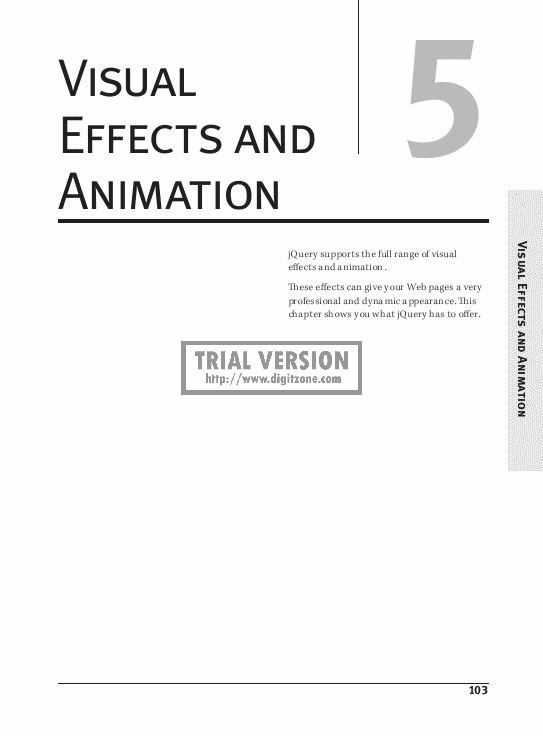 Visual
Effects and
Animation
5
jQuery supports the full range of visual
effects and animation.
These effects can give your Web pages a very
professional and dynamic appearance. This
chapter shows you what jQuery has to offer.
TRIAL VERSION
http://www.digitzone.com
Visual Effects and Animation
103